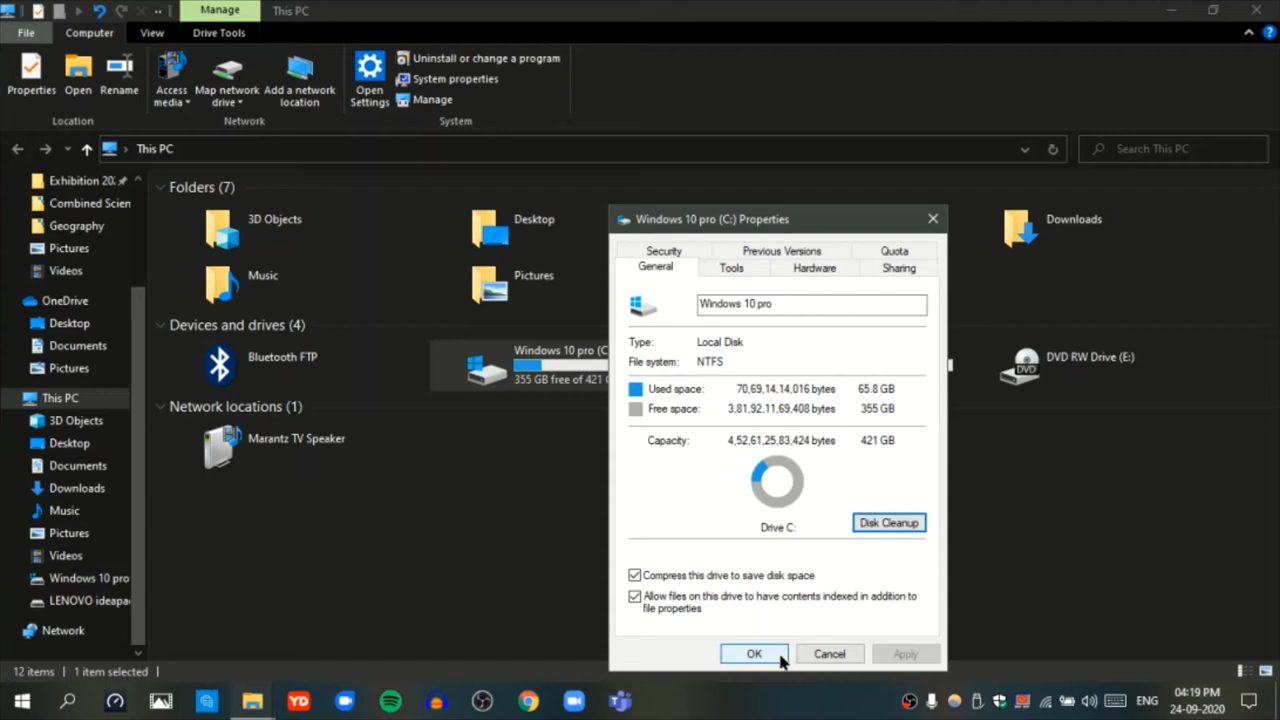 Manage
This PC
File
Computer
View
Drive Tools
Properties
Open
Rename
Access media
Map network drive
Add a network location
Open Settings
Uninstall or change a program
System properties
Manage
Location
Network
System
This PC
Search This PC
Exhibition 20
Combined Scien
Geography
Pictures
Videos
OneDrive
Desktop
Documents
Pictures
This PC
3D Objects
Desktop
Documents
Downloads
Music
Pictures
Videos
Windows 10 pro
LENOVO ideapa
Network
Folders (7)
3D Objects
Desktop
Downloads
Music
Pictures
Devices and drives (4)
Bluetooth FTP
Windows 10 pro (C
355 GB free of 421
DVD RW Drive (E:)
Network locations (1)
Marantz TV Speaker
Windows 10 pro (C:) Properties
Security
Previous Versions
Quota
General
Tools
Hardware
Sharing
Windows 10 pro
Type: Local Disk
File system: NTFS
Used space: 70,69,14,14,016 bytes 65.8 GB
Free space: 3,81,92,11,69,408 bytes 355 GB
Capacity: 4,52,61,25,83,424 bytes 421 GB
Drive C:
Disk Cleanup
Compress this drive to save disk space
Allow files on this drive to have contents indexed in addition to
file properties
OK
Cancel
Apply
12 items
1 item selected
YD
ENG
04:19 PM
24-09-2020